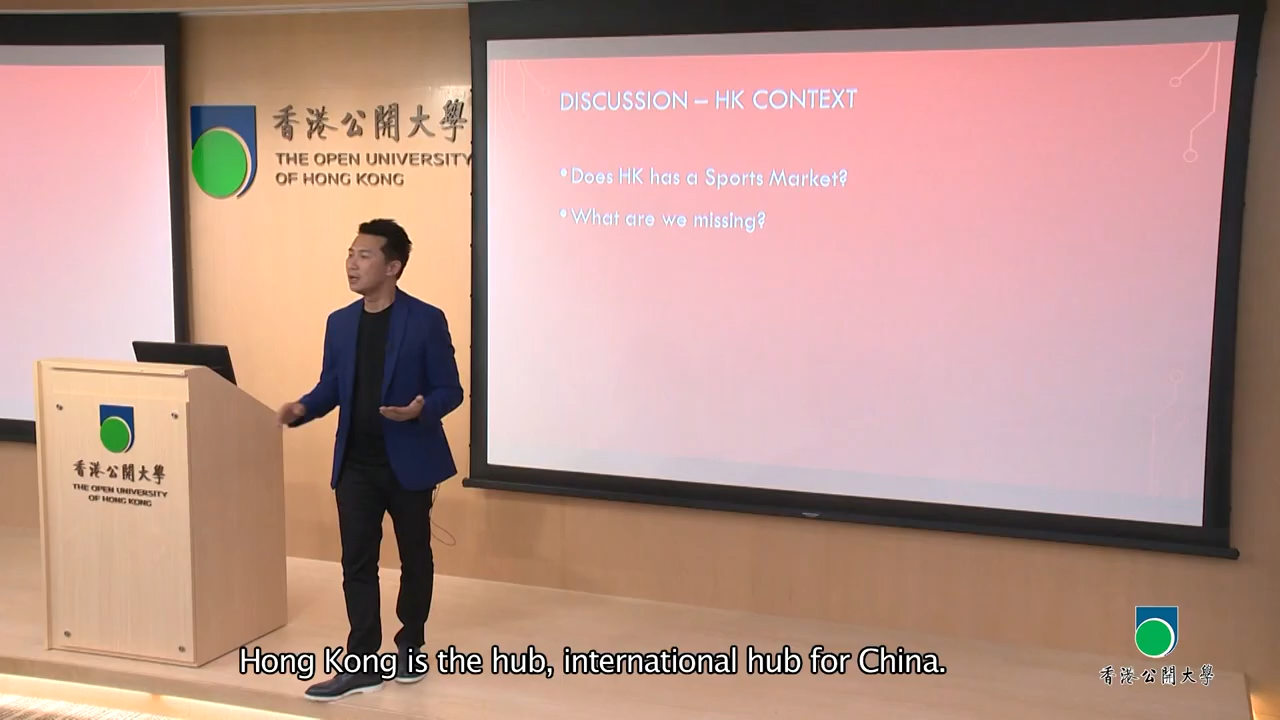 香港公開大學
THE OPEN UNIVERSITY
OF HONG KONG
DISCUSSION – HK CONTEXT
•Does HK has a Sports Market?
•What are we missing?
香港公開大學
THE OPEN UNIVERSITY
OF HONG KONG
Hong Kong is the hub, international hub for China.
香港公開大學